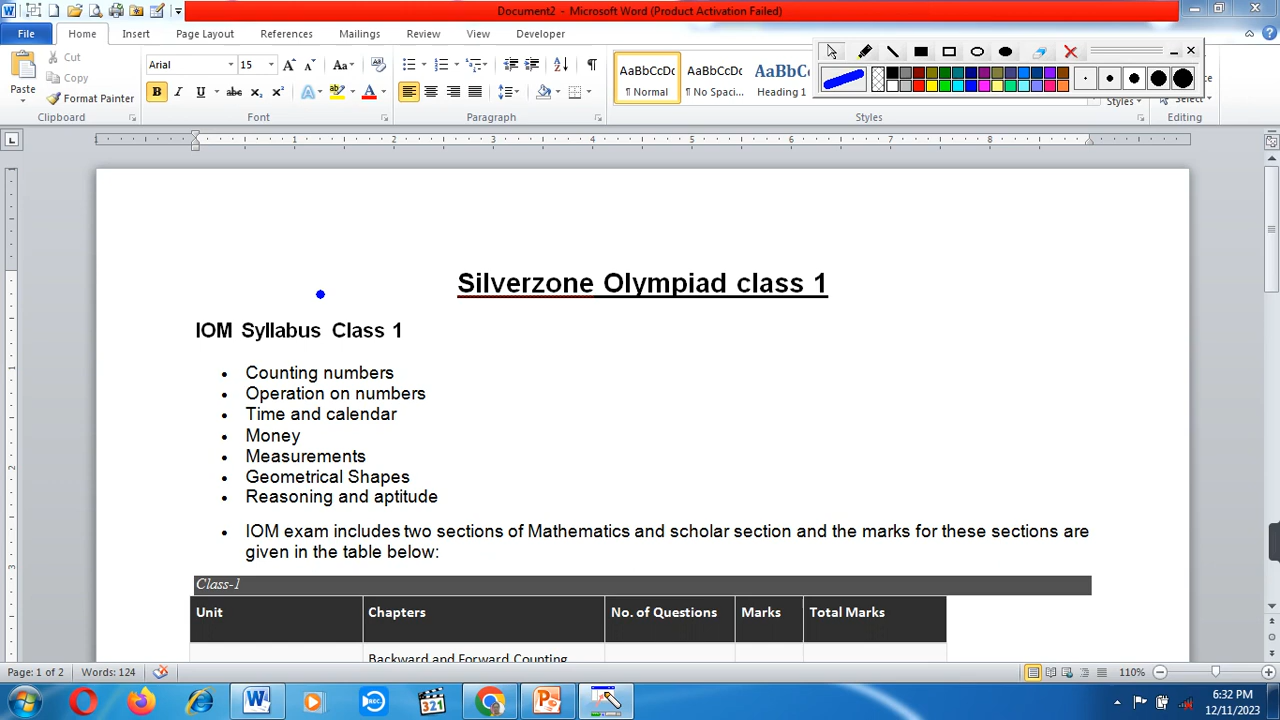 Document2 - Microsoft Word (Product Activation Failed)
File Home Insert Page Layout References Mailings Review View Developer
Paste
Cut
Copy
Format Painter
Arial 15
Clipboard Font Paragraph Styles Editing
AaBbCcDc AaBbCcDc AaBbCc
¶ Normal ¶ No Spaci... Heading 1
Styles
Select
Silverzone Olympiad class 1
IOM Syllabus Class 1
• Counting numbers
• Operation on numbers
• Time and calendar
• Money
• Measurements
• Geometrical Shapes
• Reasoning and aptitude
• IOM exam includes two sections of Mathematics and scholar section and the marks for these sections are
given in the table below:
Class-1
Unit Chapters No. of Questions Marks Total Marks
Backward and Forward Counting
Page: 1 of 2 Words: 124 110%
6:32 PM
12/11/2023